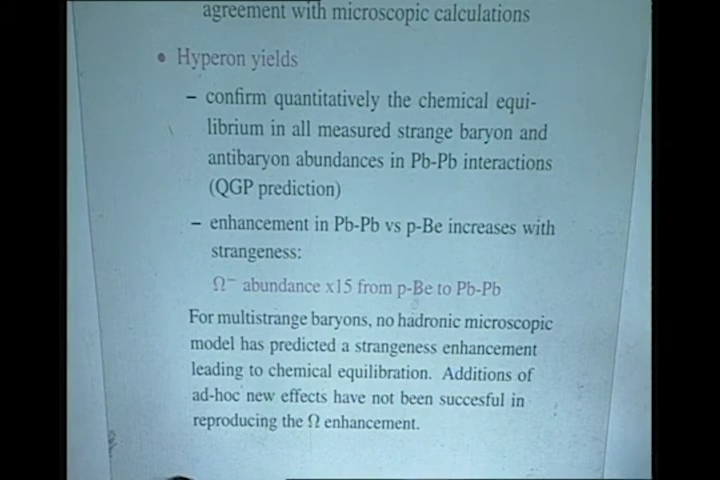 agreement with microscopic calculations
• Hyperon yields
– confirm quantitatively the chemical equi-
librium in all measured strange baryon and
antibaryon abundances in Pb-Pb interactions
(QGP prediction)
– enhancement in Pb-Pb vs p-Be increases with
strangeness:
Ω⁻ abundance x15 from p-Be to Pb-Pb
For multistrange baryons, no hadronic microscopic
model has predicted a strangeness enhancement
leading to chemical equilibration. Additions of
ad-hoc new effects have not been succesful in
reproducing the Ω enhancement.